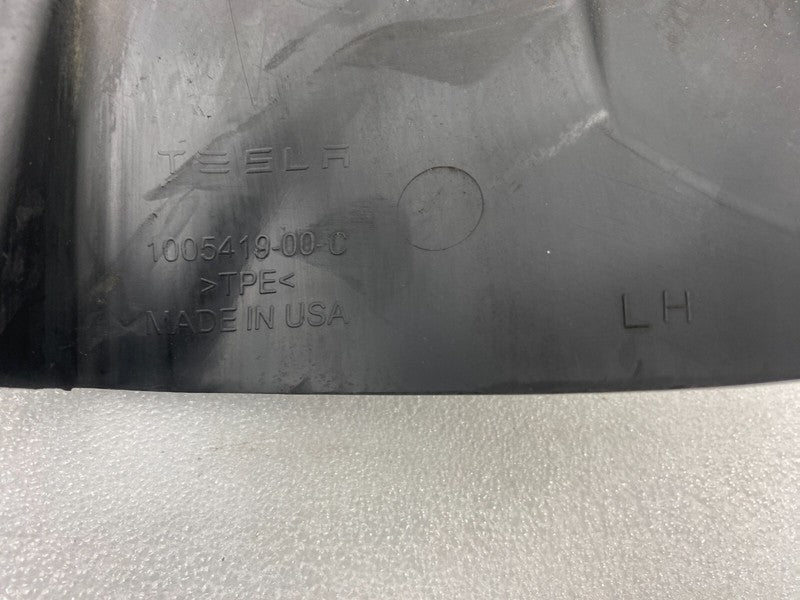 TESLA
1005419-00-C
>TPE<
MADE IN USA
LH